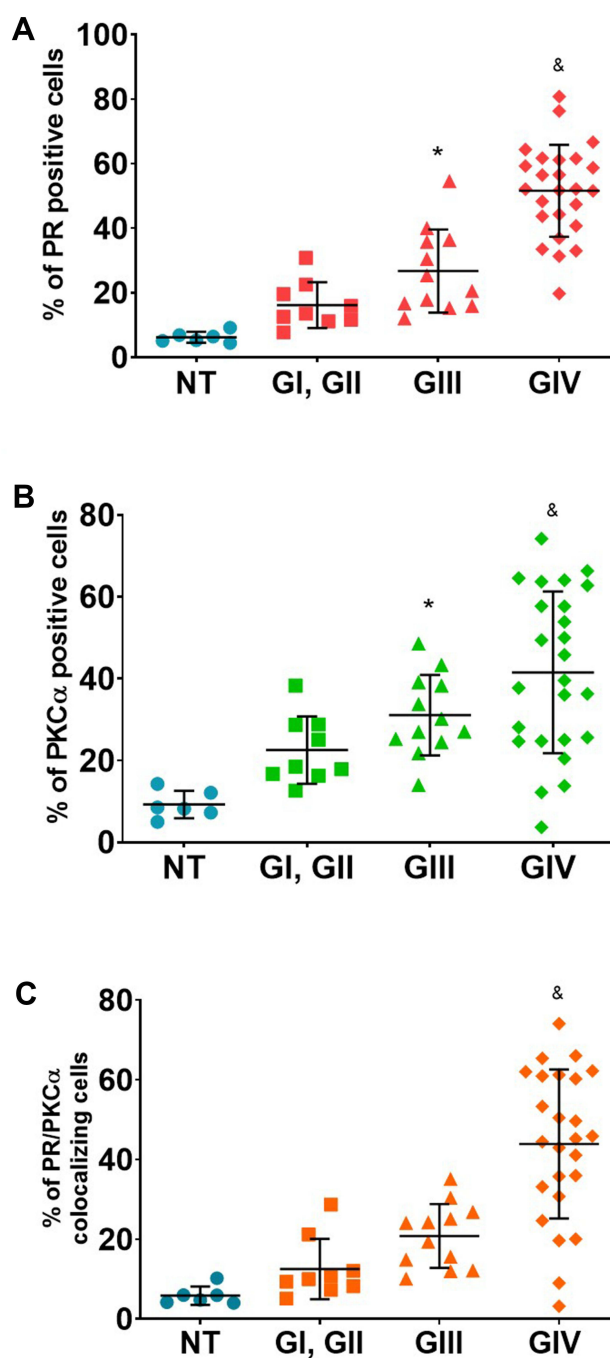 A
% of PR positive cells
100
80
60
40
20
0
&
*
NT
GI, GII
GIII
GIV
B
% of PKCα positive cells
80
60
40
20
0
&
*
NT
GI, GII
GIII
GIV
C
% of PR/PKCα
colocalizing cells
80
60
40
20
0
&
NT
GI, GII
GIII
GIV